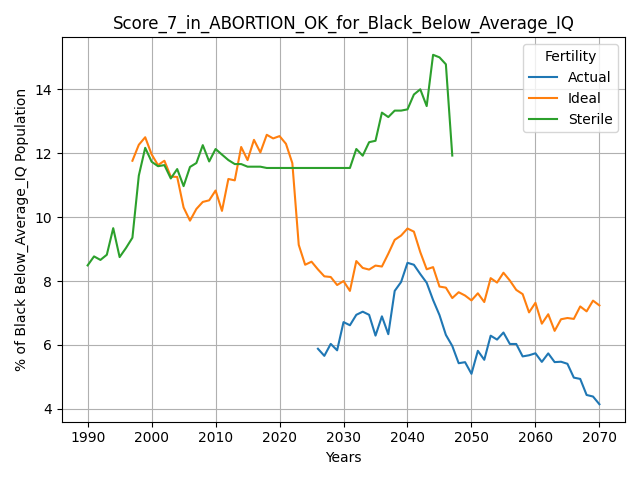 Score_7_in_ABORTION_OK_for_Black_Below_Average_IQ
% of Black Below_Average_IQ Population
Fertility
Actual
Ideal
Sterile
14
12
10
8
6
4
1990 2000 2010 2020 2030 2040 2050 2060 2070
Years